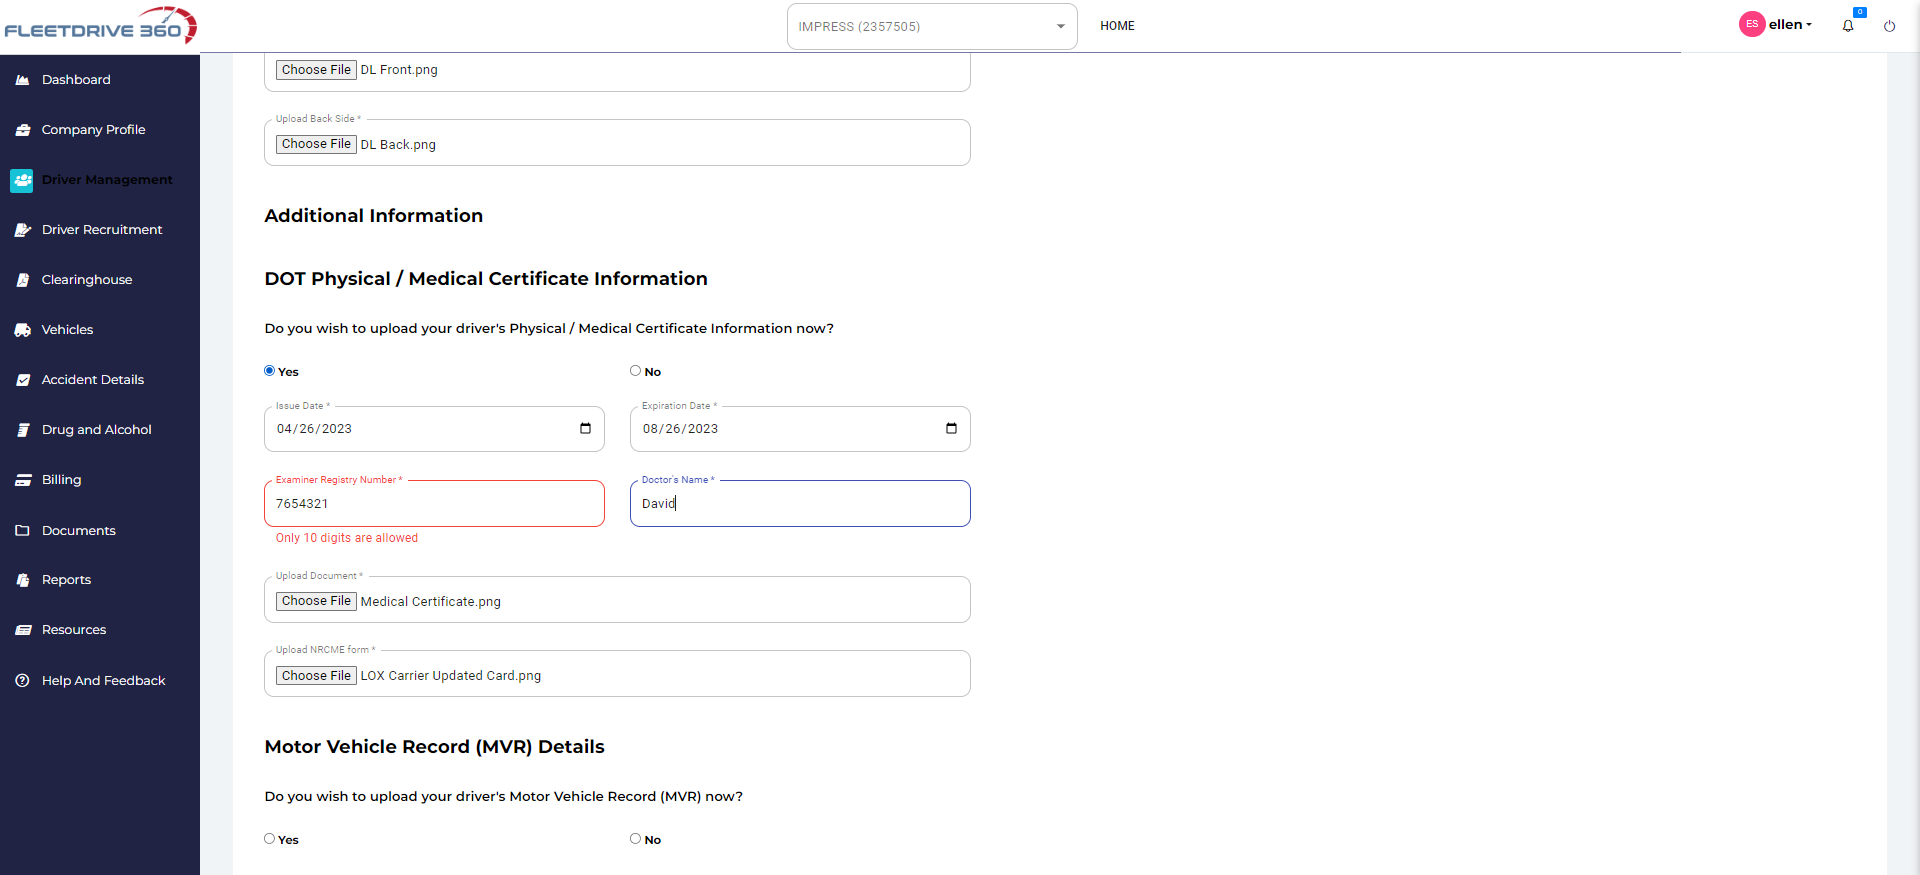 FLEETDRIVE 360
IMPRESS (2357505)
HOME
ES
ellen
0
Dashboard
Company Profile
Driver Management
Driver Recruitment
Clearinghouse
Vehicles
Accident Details
Drug and Alcohol
Billing
Documents
Reports
Resources
Help And Feedback
Choose File DL Front.png
Upload Back Side *
Choose File DL Back.png
Additional Information
DOT Physical / Medical Certificate Information
Do you wish to upload your driver's Physical / Medical Certificate Information now?
Yes No
Issue Date * Expiration Date *
04/26/2023 08/26/2023
Examiner Registry Number * Doctor's Name *
7654321 David
Only 10 digits are allowed
Upload Document *
Choose File Medical Certificate.png
Upload NRCME form *
Choose File LOX Carrier Updated Card.png
Motor Vehicle Record (MVR) Details
Do you wish to upload your driver's Motor Vehicle Record (MVR) now?
Yes No